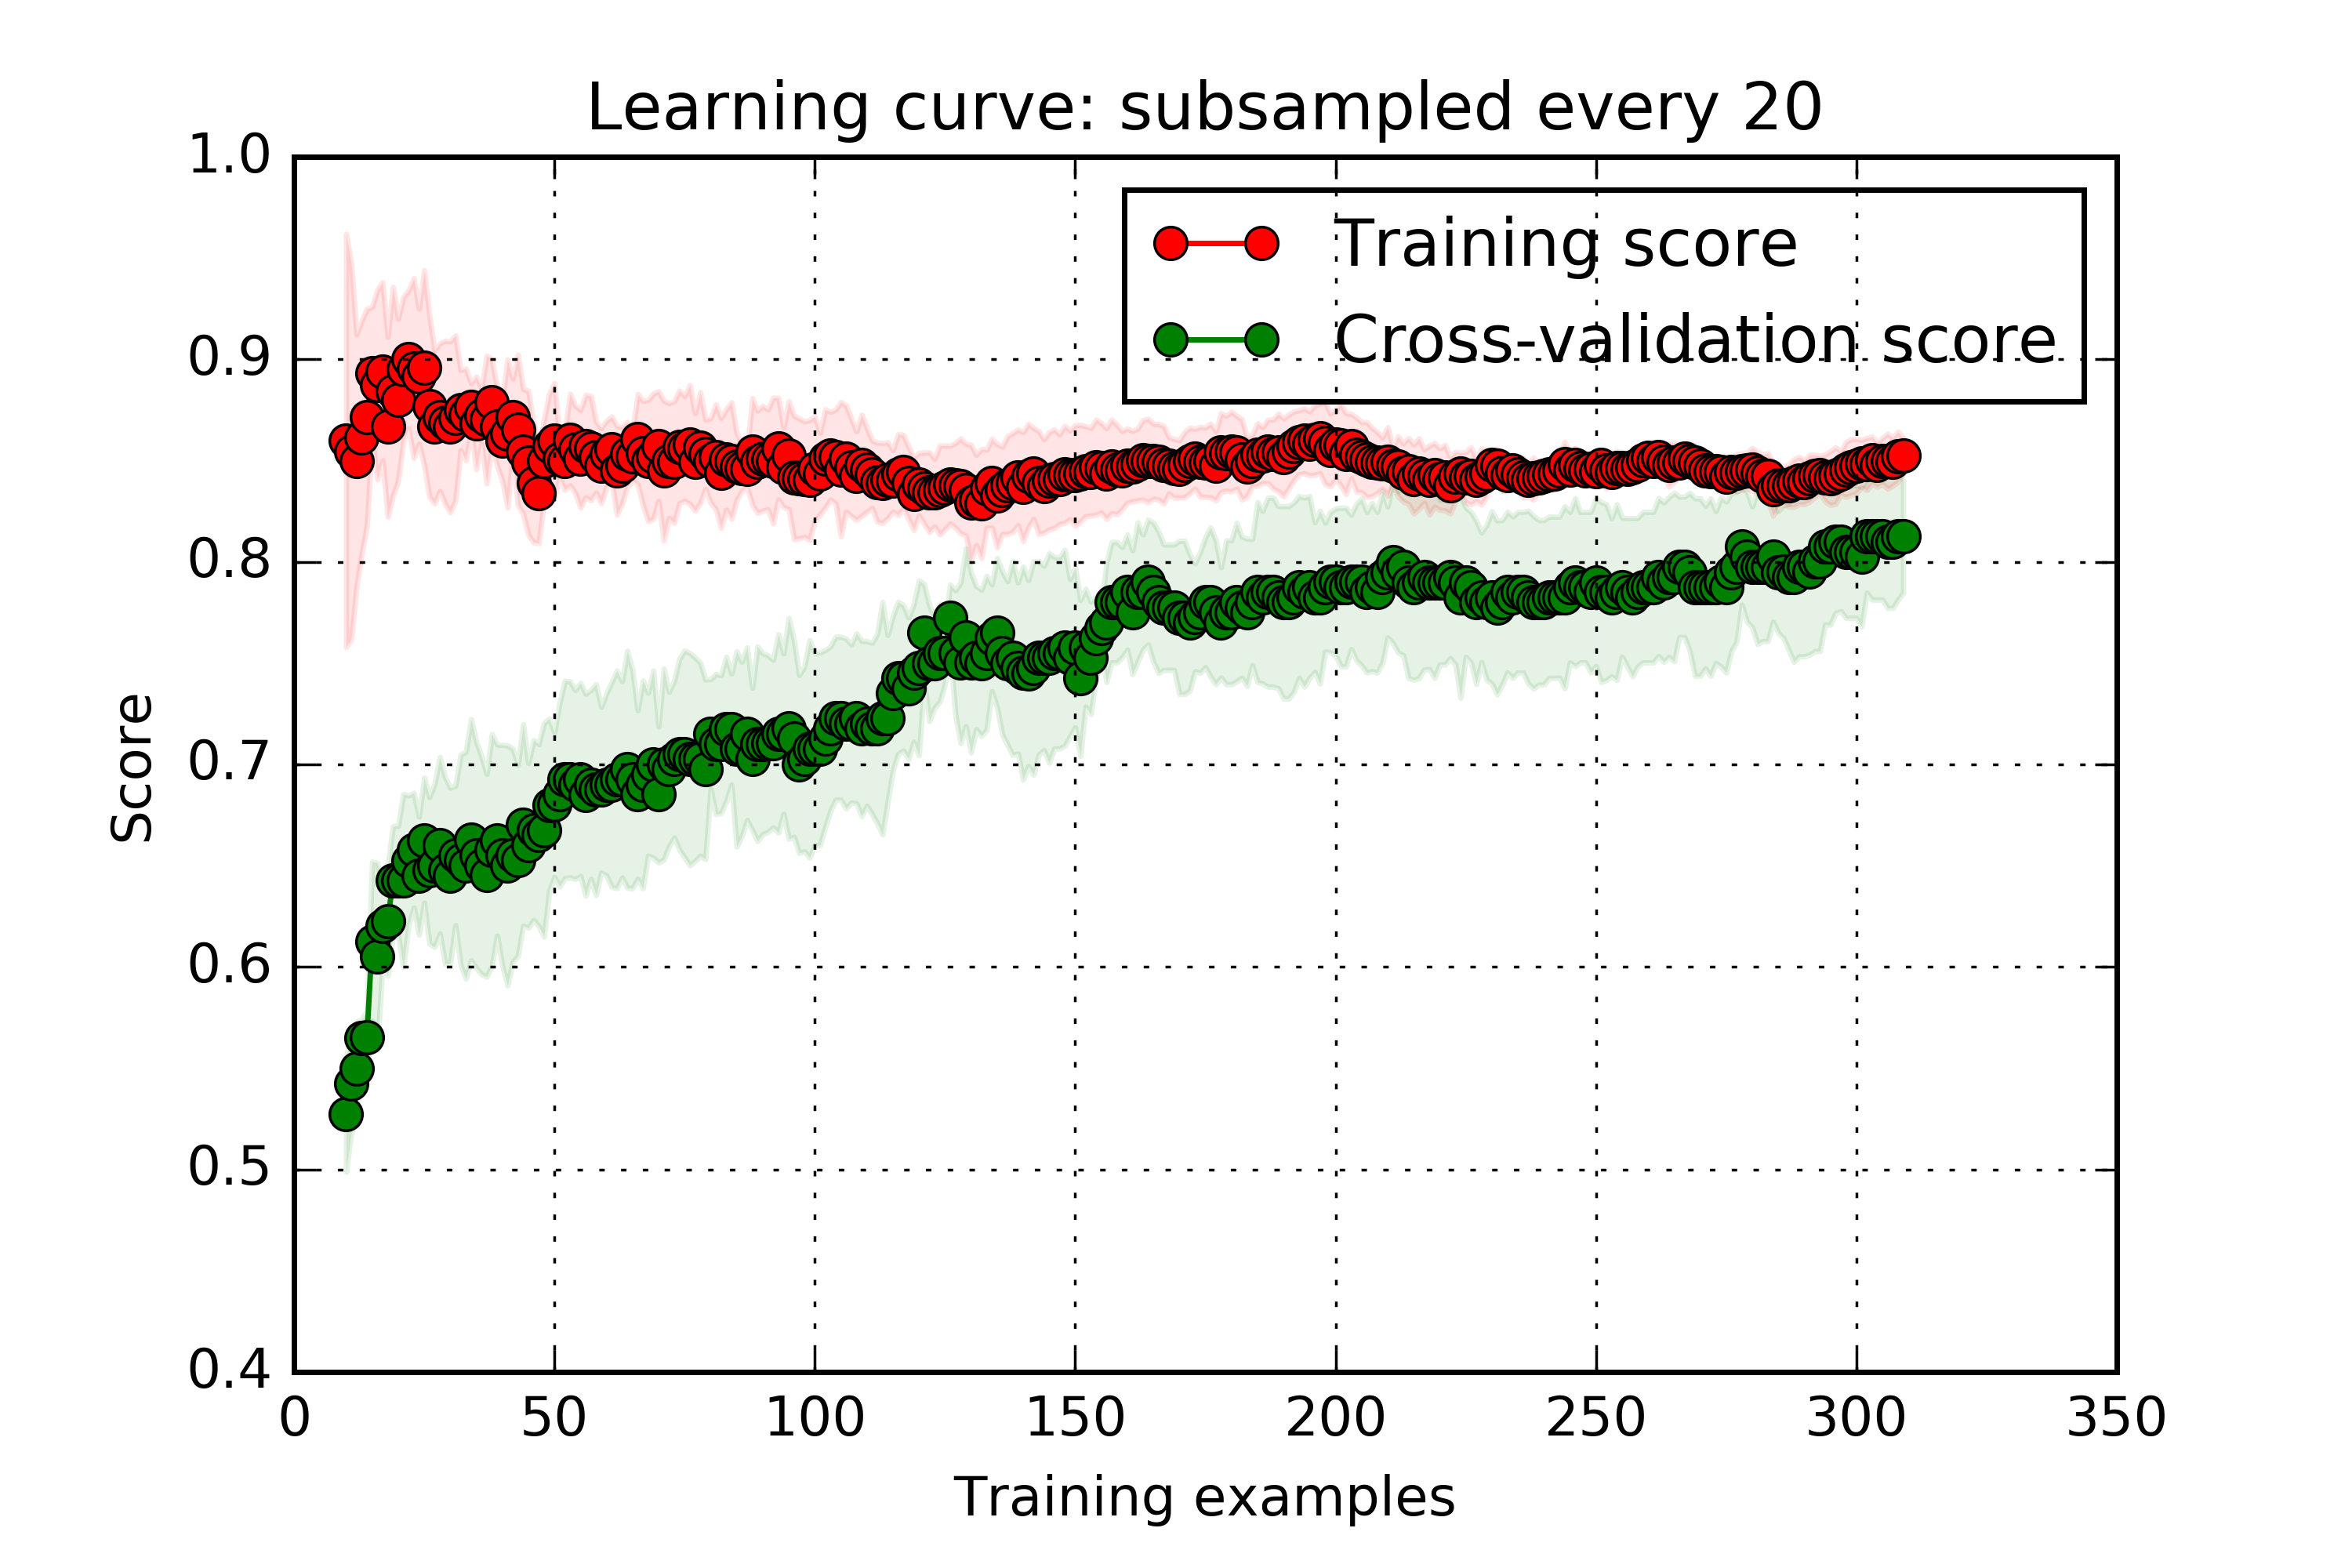 Learning curve: subsampled every 20
1.0
0.9
0.8
0.7
0.6
0.5
0.4
Score
Training score
Cross-validation score
0 50 100 150 200 250 300 350
Training examples